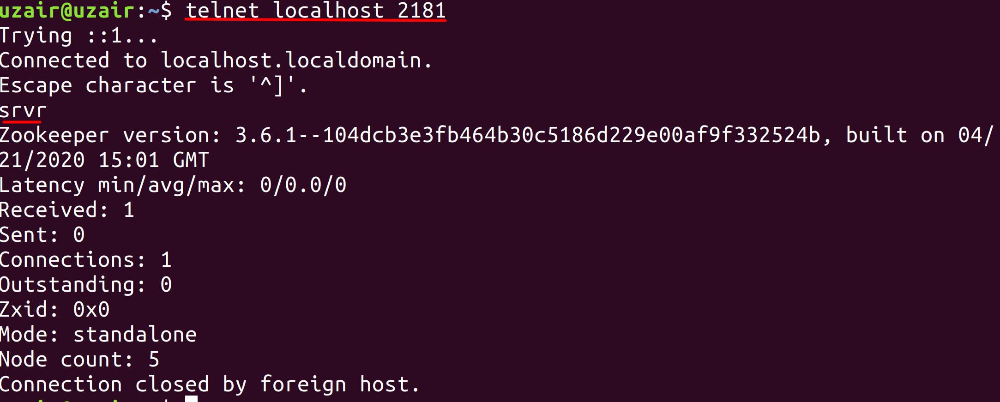 uzair@uzair:~$ telnet localhost 2181
Trying ::1...
Connected to localhost.localdomain.
Escape character is '^]'.
srvr
Zookeeper version: 3.6.1--104dcb3e3fb464b30c5186d229e00af9f332524b, built on 04/
21/2020 15:01 GMT
Latency min/avg/max: 0/0.0/0
Received: 1
Sent: 0
Connections: 1
Outstanding: 0
Zxid: 0x0
Mode: standalone
Node count: 5
Connection closed by foreign host.